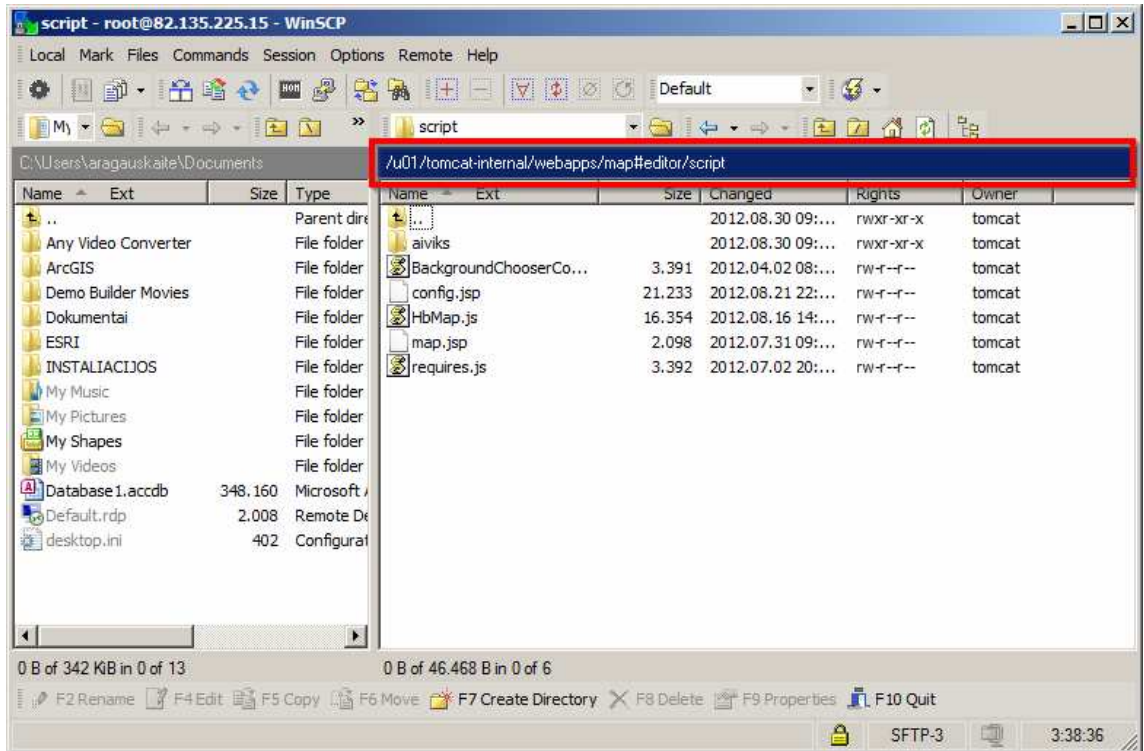 script - root@82.135.225.15 - WinSCP
Local Mark Files Commands Session Options Remote Help
Default
My » script
C:\Users\aragauskaite\Documents /u01/tomcat-internal/webapps/map#editor/script
Name Ext Size Type Name Ext Size Changed Rights Owner
.. Parent dire .. 2012.08.30 09:... rwxr-xr-x tomcat
Any Video Converter File folder aiviks 2012.08.30 09:... rwxr-xr-x tomcat
ArcGIS File folder BackgroundChooserCo... 3.391 2012.04.02 08:... rw-r--r-- tomcat
Demo Builder Movies File folder config.jsp 21.233 2012.08.21 22:... rw-r--r-- tomcat
Dokumentai File folder HbMap.js 16.354 2012.08.16 14:... rw-r--r-- tomcat
ESRI File folder map.jsp 2.098 2012.07.31 09:... rw-r--r-- tomcat
INSTALIACIJOS File folder requires.js 3.392 2012.07.02 20:... rw-r--r-- tomcat
My Music File folder
My Pictures File folder
My Shapes File folder
My Videos File folder
Database1.accdb 348.160 Microsoft
Default.rdp 2.008 Remote De
desktop.ini 402 Configurat
0 B of 342 KiB in 0 of 13 0 B of 46.468 B in 0 of 6
F2 Rename F4 Edit F5 Copy F6 Move F7 Create Directory F8 Delete F9 Properties F10 Quit
SFTP-3 3:38:36